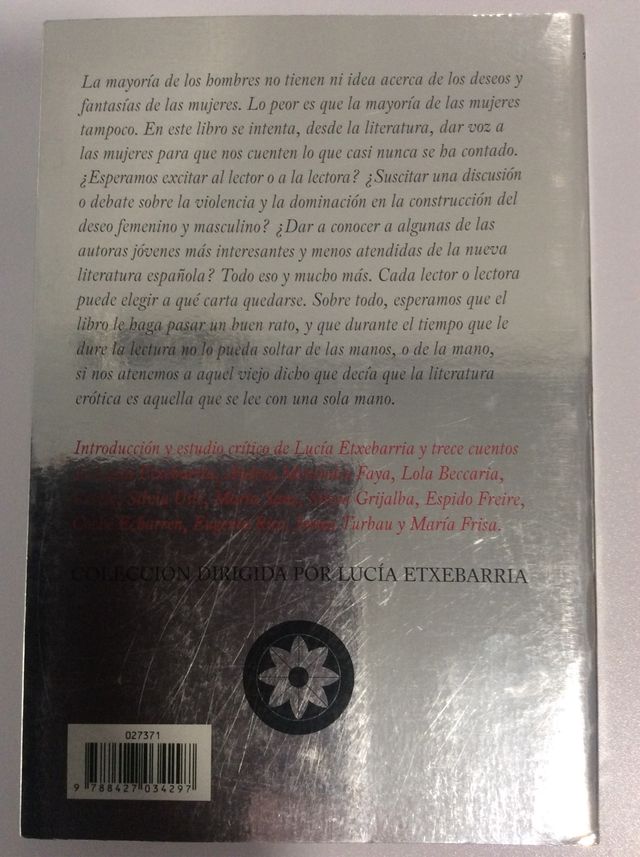 La mayoría de los hombres no tienen ni idea acerca de los deseos y
fantasías de las mujeres. Lo peor es que la mayoría de las mujeres
tampoco. En este libro se intenta, desde la literatura, dar voz a
las mujeres para que nos cuenten lo que casi nunca se ha contado.
¿Esperamos excitar al lector o a la lectora? ¿Suscitar una discusión
o debate sobre la violencia y la dominación en la construcción del
deseo femenino y masculino? ¿Dar a conocer a algunas de las
autoras jóvenes más interesantes y menos atendidas de la nueva
literatura española? Todo eso y mucho más. Cada lector o lectora
puede elegir a qué carta quedarse. Sobre todo, esperamos que el
libro le haga pasar un buen rato, y que durante el tiempo que le
dure la lectura no lo pueda soltar de las manos, o de la mano,
si nos atenemos a aquel viejo dicho que decía que la literatura
erótica es aquella que se lee con una sola mano.
Introducción y estudio crítico de Lucía Etxebarria y trece cuentos
Etxebarria, Faya, Lola Beccaria,
Grijalba, Espido Freire,
Echarren, Eugenia Turbau y María Frisa.
COLECCIÓN DIRIGIDA POR LUCÍA ETXEBARRIA
027371
9 788427 034297